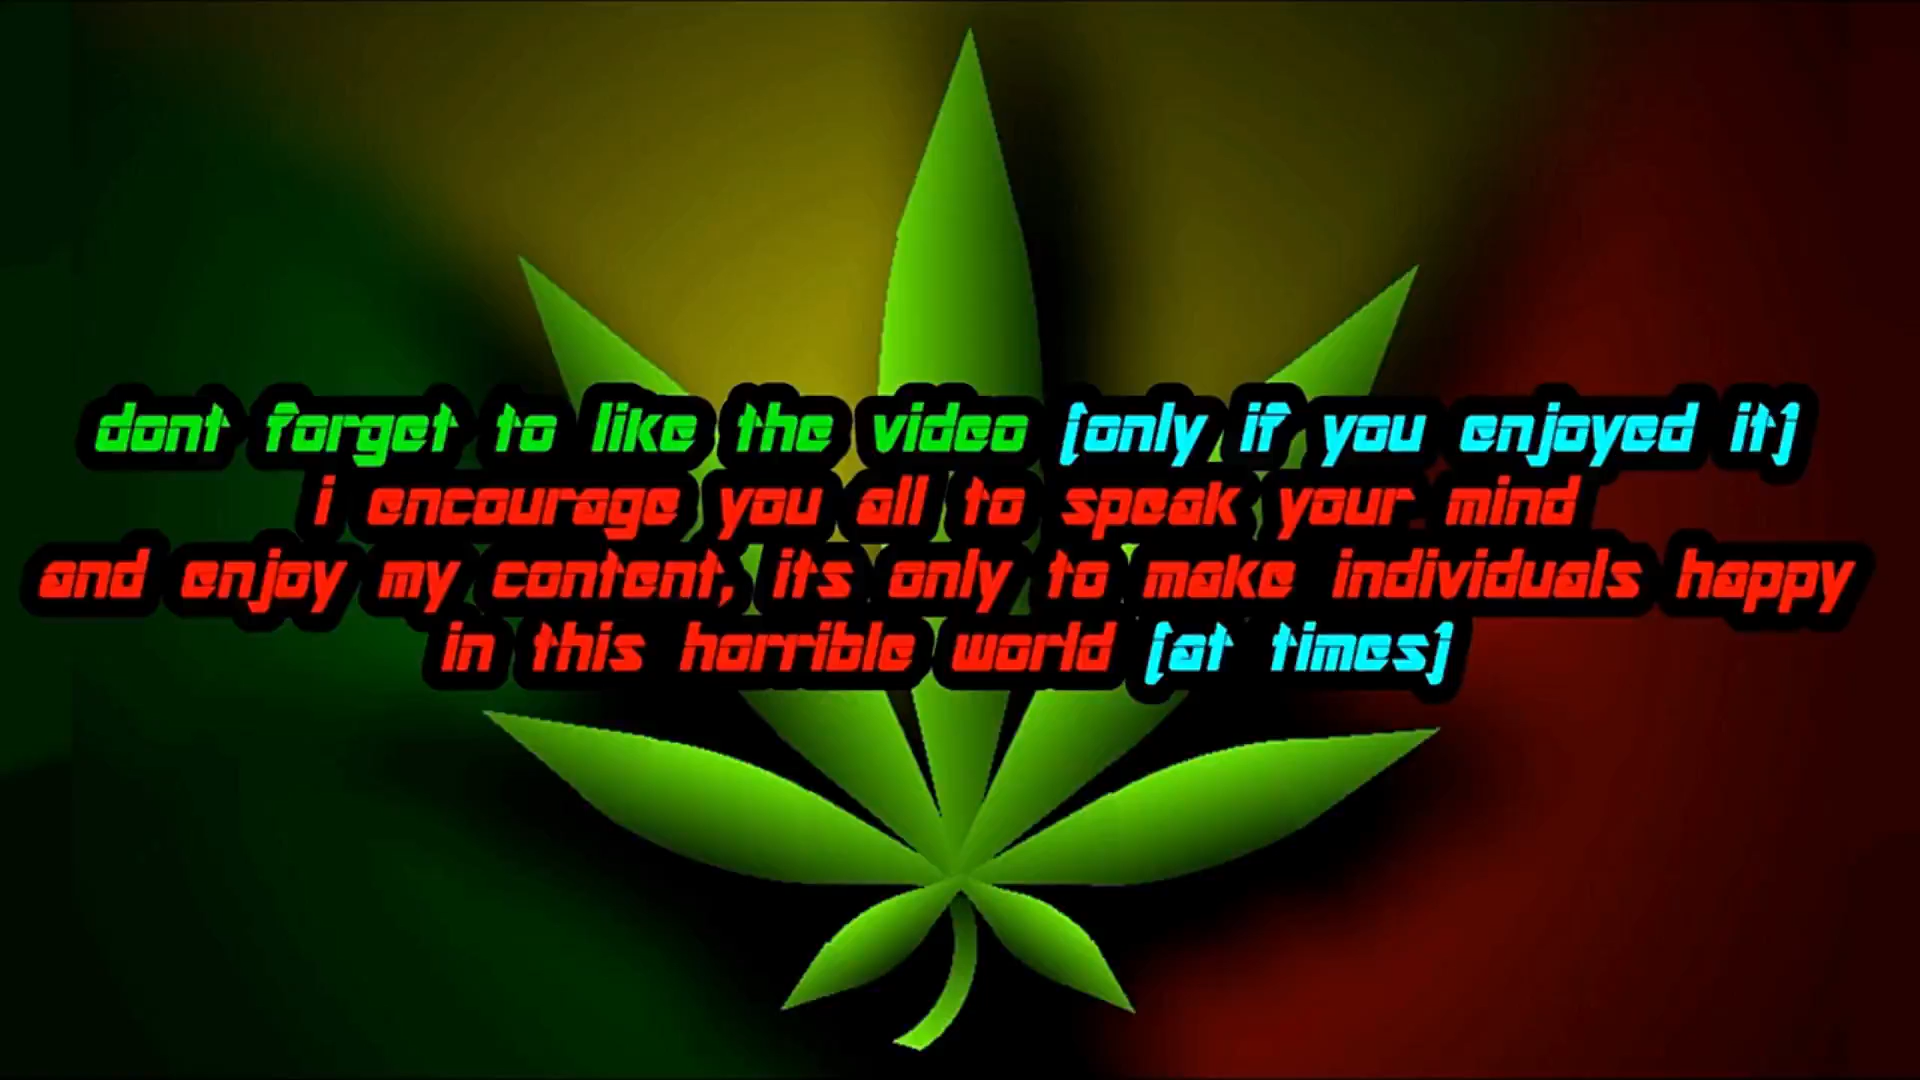 dont forget to like the video (only if you enjoyed it)
i encourage you all to speak your mind
and enjoy my content, its only to make individuals happy
in this horrible world (at times)